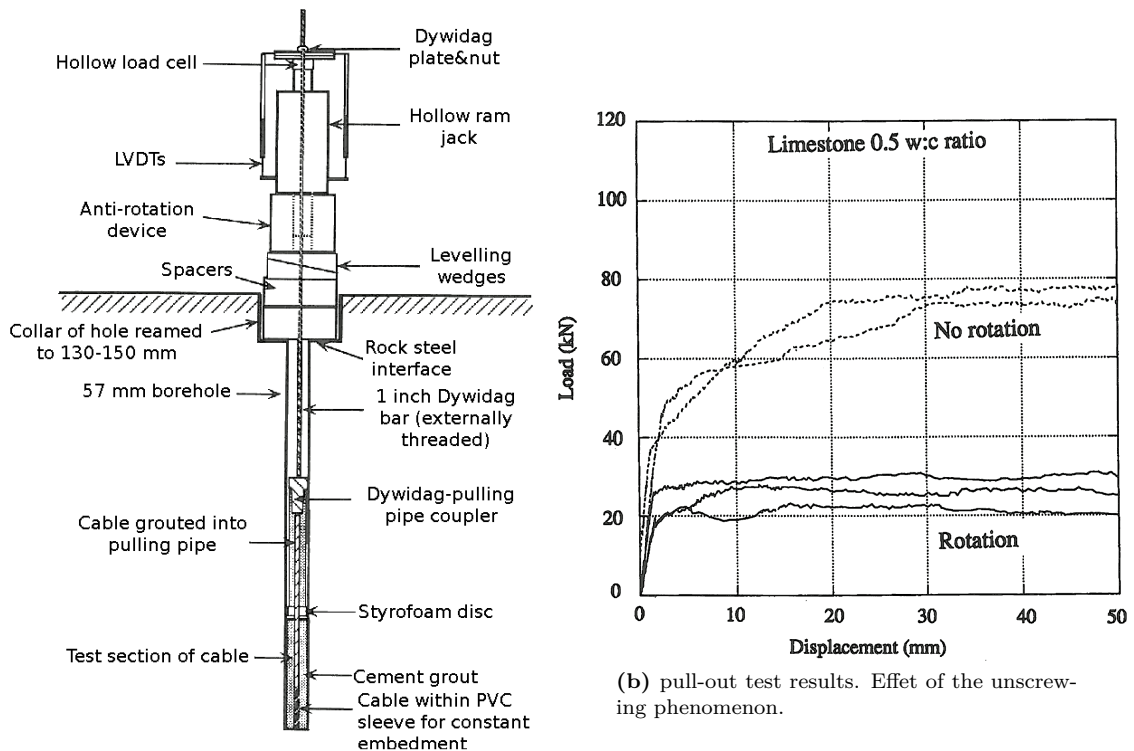 Dywidag
plate&nut
Hollow load cell
Hollow ram
jack
LVDTs
Anti-rotation
device
Levelling
wedges
Spacers
Collar of hole reamed
to 130-150 mm
Rock steel
interface
57 mm borehole
1 inch Dywidag
bar (externally
threaded)
Dywidag-pulling
pipe coupler
Cable grouted into
pulling pipe
Styrofoam disc
Test section of cable
Cement grout
Cable within PVC
sleeve for constant
embedment
Limestone 0.5 w:c ratio
120
100
80
60
40
20
0
Load (kN)
No rotation
Rotation
0
10
20
30
40
50
Displacement (mm)
(b) pull-out test results. Effet of the unscrew-
ing phenomenon.